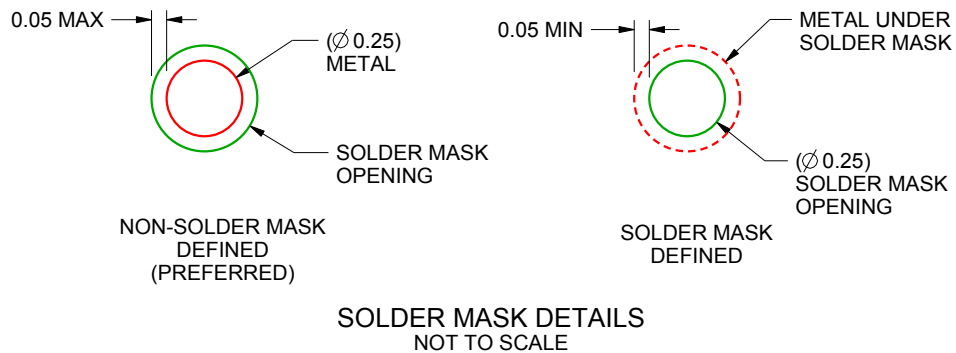 0.05 MAX
(∅ 0.25)
METAL
SOLDER MASK
OPENING
NON-SOLDER MASK
DEFINED
(PREFERRED)
0.05 MIN
METAL UNDER
SOLDER MASK
(∅ 0.25)
SOLDER MASK
OPENING
SOLDER MASK
DEFINED
SOLDER MASK DETAILS
NOT TO SCALE